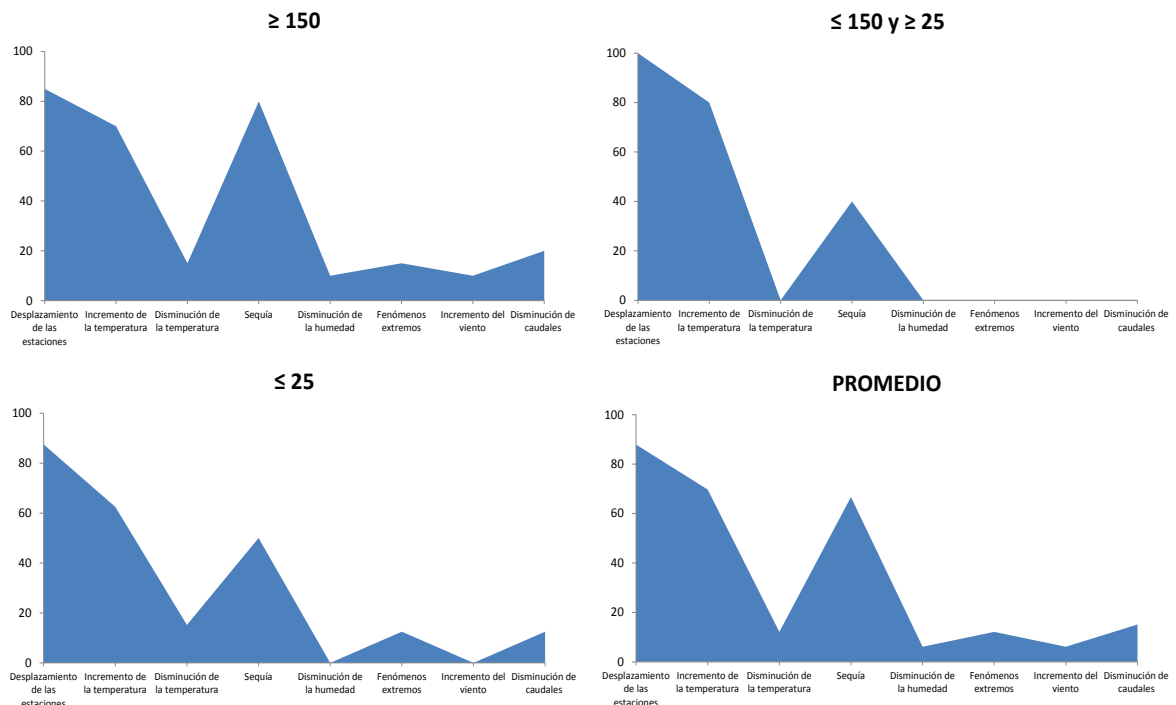 ≥ 150
100
80
60
40
20
0
Desplazamiento de las estaciones
Incremento de la temperatura
Disminución de la temperatura
Sequía
Disminución de la humedad
Fenómenos extremos
Incremento del viento
Disminución de caudales
≤ 150 y ≥ 25
100
80
60
40
20
0
Desplazamiento de las estaciones
Incremento de la temperatura
Disminución de la temperatura
Sequía
Disminución de la humedad
Fenómenos extremos
Incremento del viento
Disminución de caudales
≤ 25
100
80
60
40
20
0
Desplazamiento de las estaciones
Incremento de la temperatura
Disminución de la temperatura
Sequía
Disminución de la humedad
Fenómenos extremos
Incremento del viento
Disminución de caudales
PROMEDIO
100
80
60
40
20
0
Desplazamiento de las estaciones
Incremento de la temperatura
Disminución de la temperatura
Sequía
Disminución de la humedad
Fenómenos extremos
Incremento del viento
Disminución de caudales